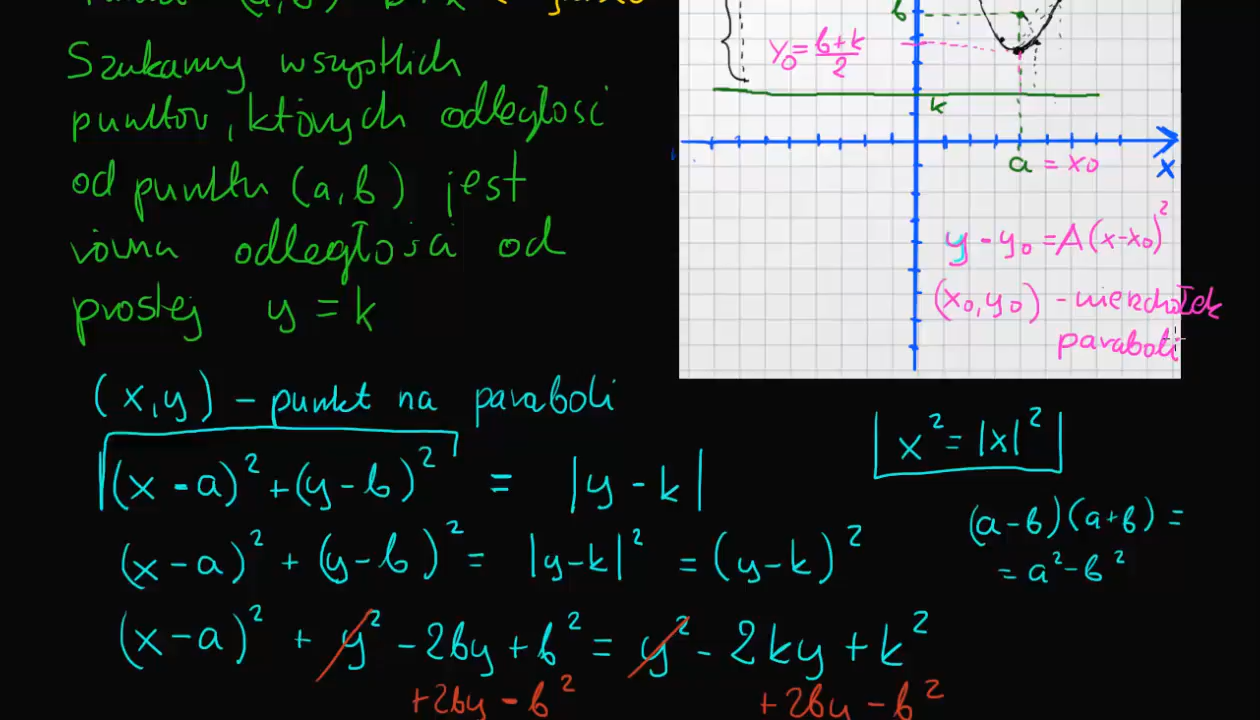 (a,b) b≠k
Szukamy wszystkich
punktów, których odległości
od punktu (a,b) jest
równa odległości od
prostej y = k
b
y₀ = (b+k)/2
k
a = x₀
x
y - y₀ = A(x-x₀)²
(x₀,y₀) - wierzchołek
paraboli
(x,y) - punkt na paraboli
√((x-a)²+(y-b)²) = |y-k|
x² = |x|²
(a-b)(a+b) =
= a²-b²
(x-a)² + (y-b)² = |y-k|² = (y-k)²
(x-a)² + y² - 2by + b² = y² - 2ky + k²
+2by - b² +2by - b²